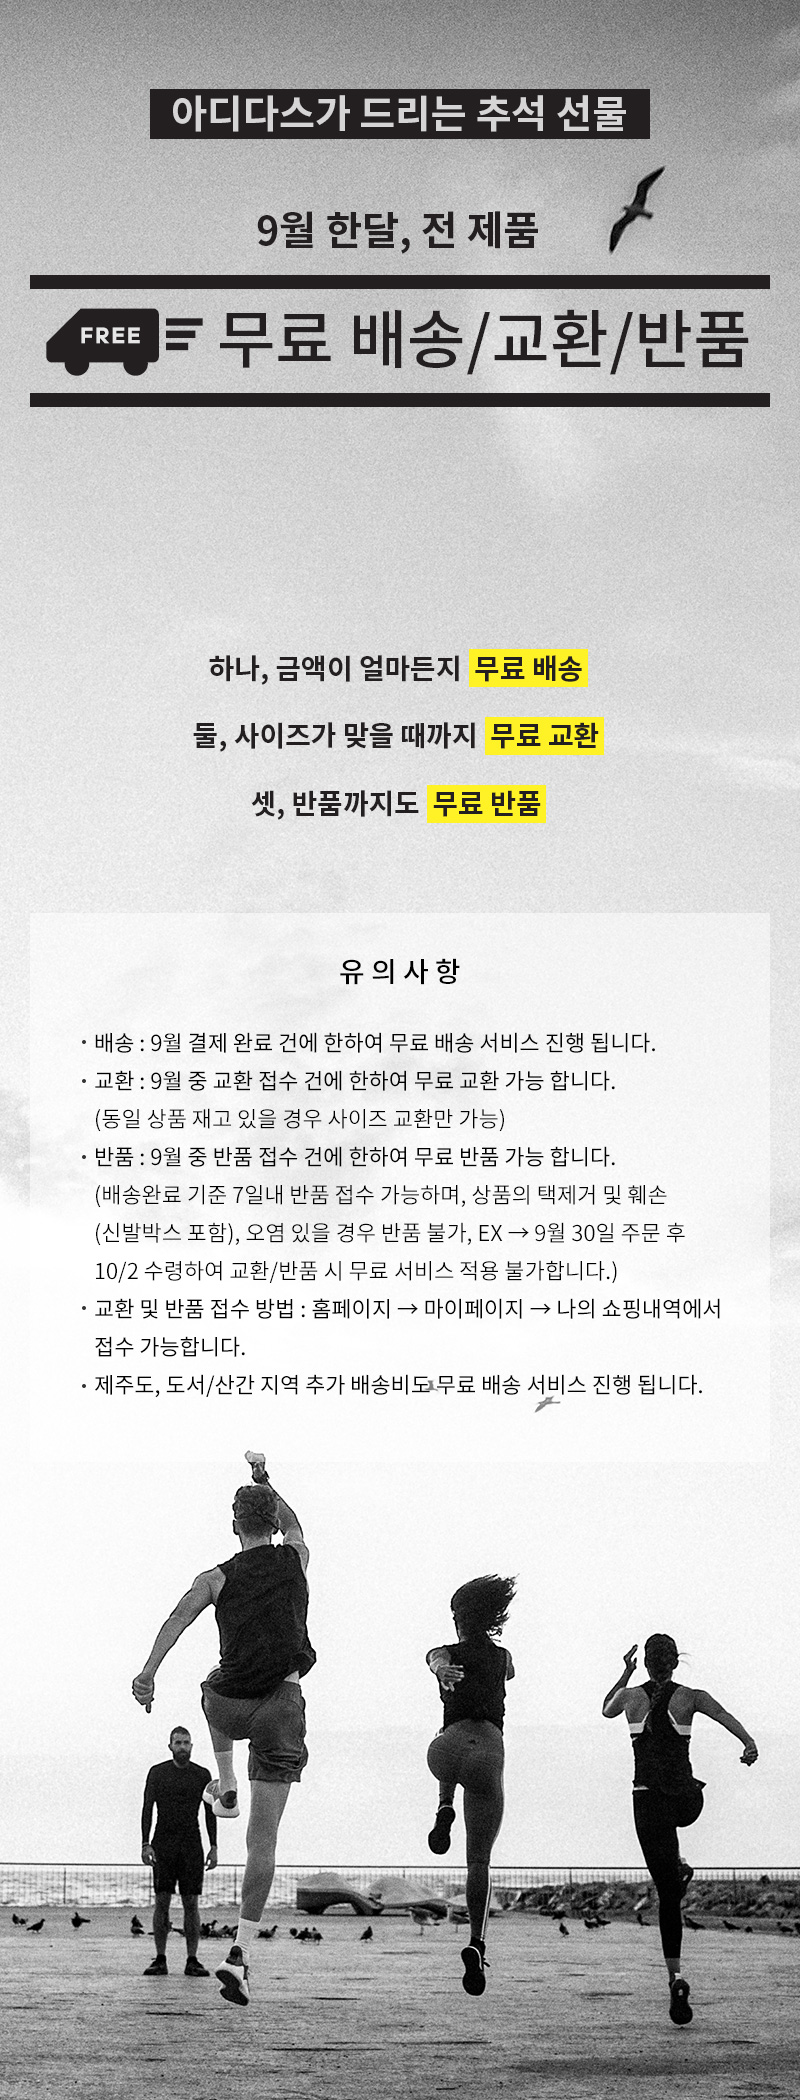 아디다스가 드리는 추석 선물
9월 한달, 전 제품
FREE 무료 배송/교환/반품
하나, 금액이 얼마든지 무료 배송
둘, 사이즈가 맞을 때까지 무료 교환
셋, 반품까지도 무료 반품
유의사항
· 배송 : 9월 결제 완료 건에 한하여 무료 배송 서비스 진행 됩니다.
· 교환 : 9월 중 교환 접수 건에 한하여 무료 교환 가능 합니다.
(동일 상품 재고 있을 경우 사이즈 교환만 가능)
· 반품 : 9월 중 반품 접수 건에 한하여 무료 반품 가능 합니다.
(배송완료 기준 7일내 반품 접수 가능하며, 상품의 택제거 및 훼손
(신발박스 포함), 오염 있을 경우 반품 불가, EX → 9월 30일 주문 후
10/2 수령하여 교환/반품 시 무료 서비스 적용 불가합니다.)
· 교환 및 반품 접수 방법 : 홈페이지 → 마이페이지 → 나의 쇼핑내역에서
접수 가능합니다.
· 제주도, 도서/산간 지역 추가 배송비도 무료 배송 서비스 진행 됩니다.